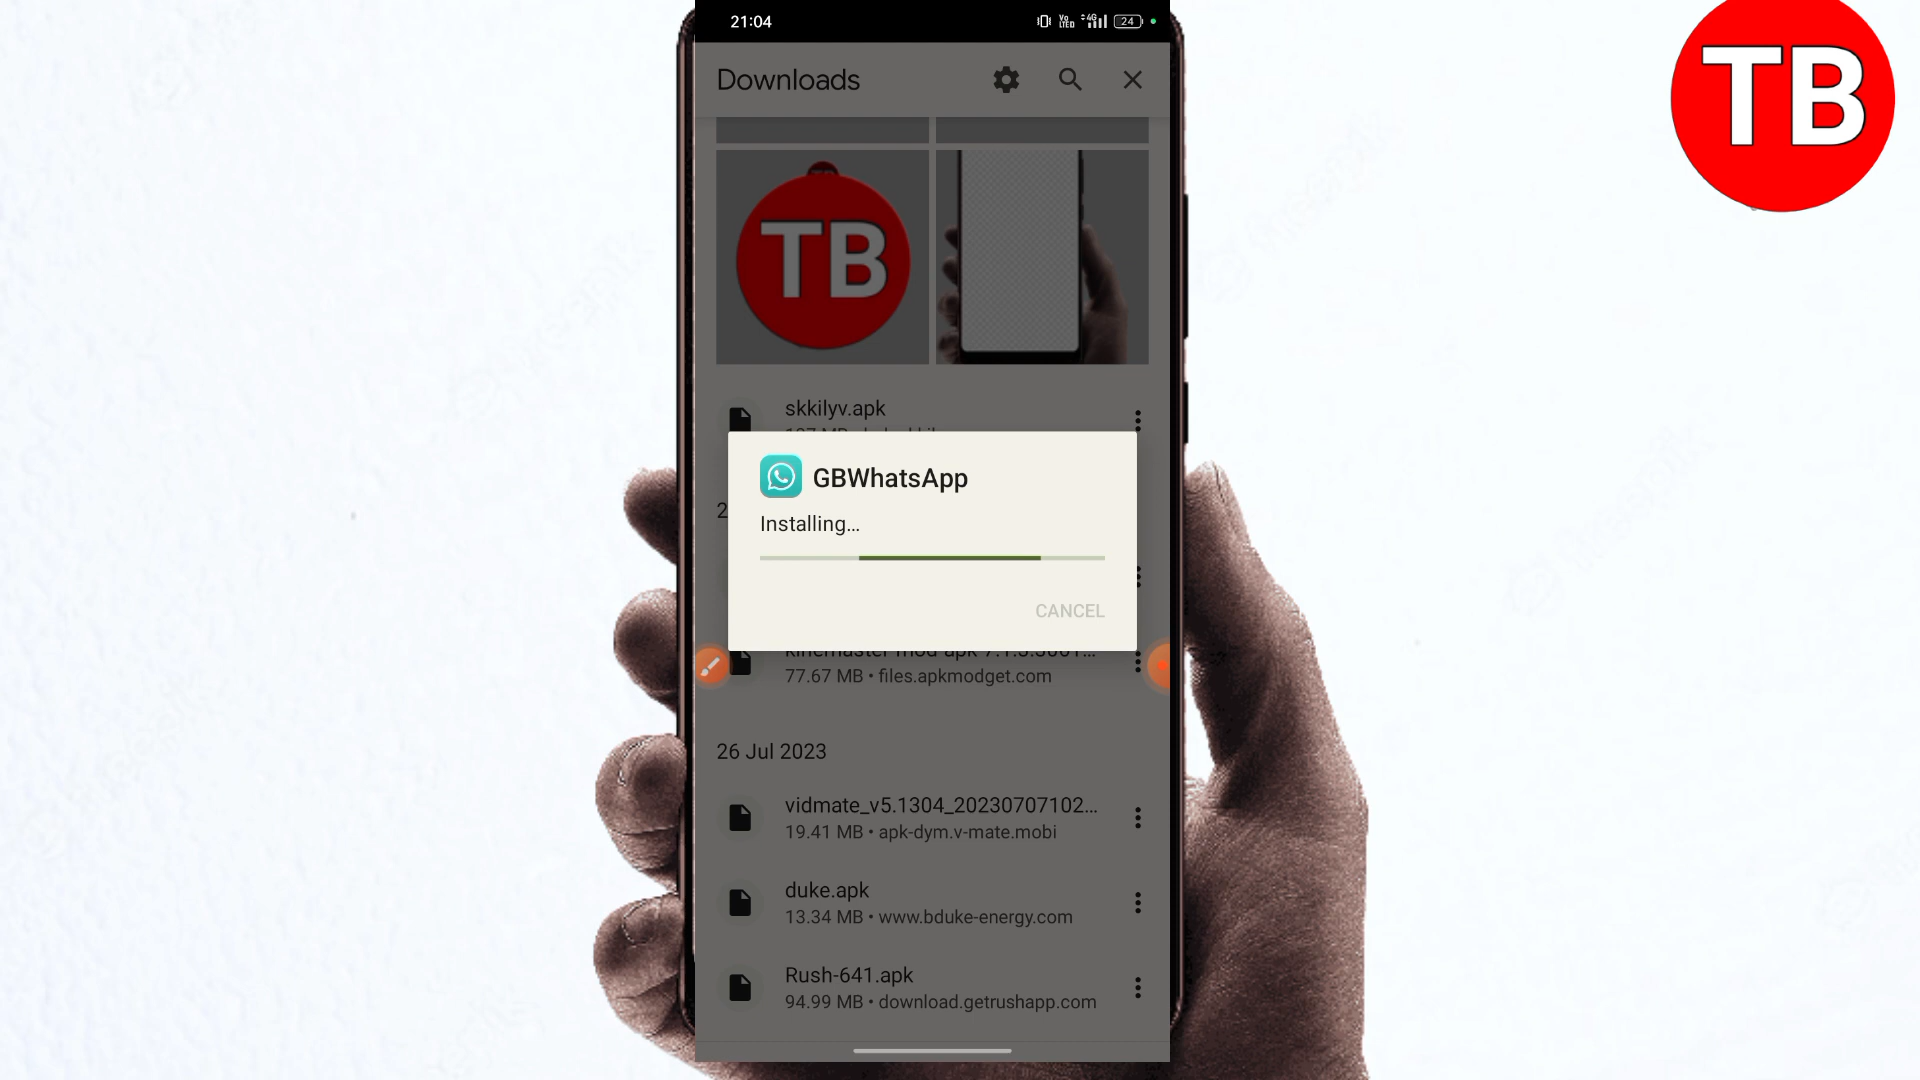 21:04
24
TB
Downloads
TB
skkilyv.apk
GBWhatsApp
Installing...
CANCEL
77.67 MB • files.apkmodget.com
26 Jul 2023
vidmate_v5.1304_20230707102...
19.41 MB • apk-dym.v-mate.mobi
duke.apk
13.34 MB • www.bduke-energy.com
Rush-641.apk
94.99 MB • download.getrushapp.com